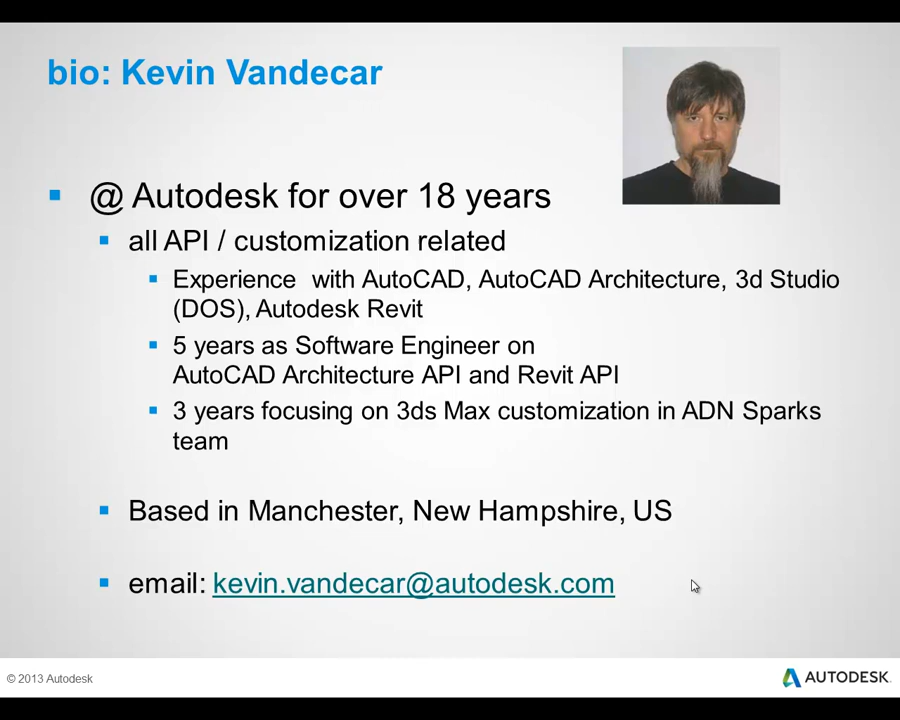 bio: Kevin Vandecar
@ Autodesk for over 18 years
all API / customization related
Experience  with AutoCAD, AutoCAD Architecture, 3d Studio
(DOS), Autodesk Revit
5 years as Software Engineer on
AutoCAD Architecture API and Revit API
3 years focusing on 3ds Max customization in ADN Sparks
team
Based in Manchester, New Hampshire, US
email: kevin.vandecar@autodesk.com
© 2013 Autodesk
AUTODESK.